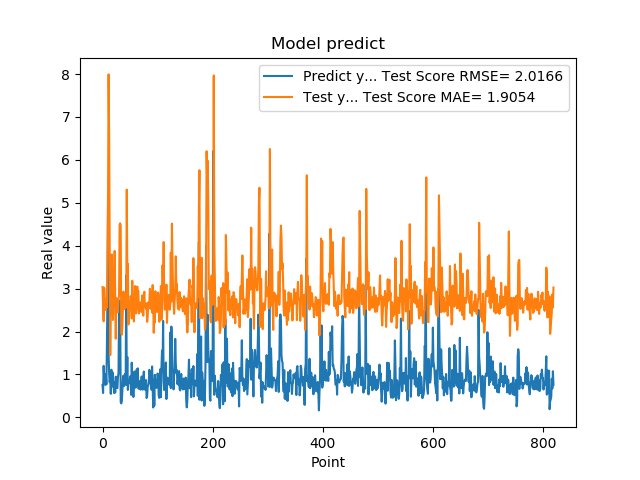 Model predict
Predict y... Test Score RMSE= 2.0166
Test y... Test Score MAE= 1.9054
8
7
6
5
4
3
2
1
0
Real value
0 200 400 600 800
Point